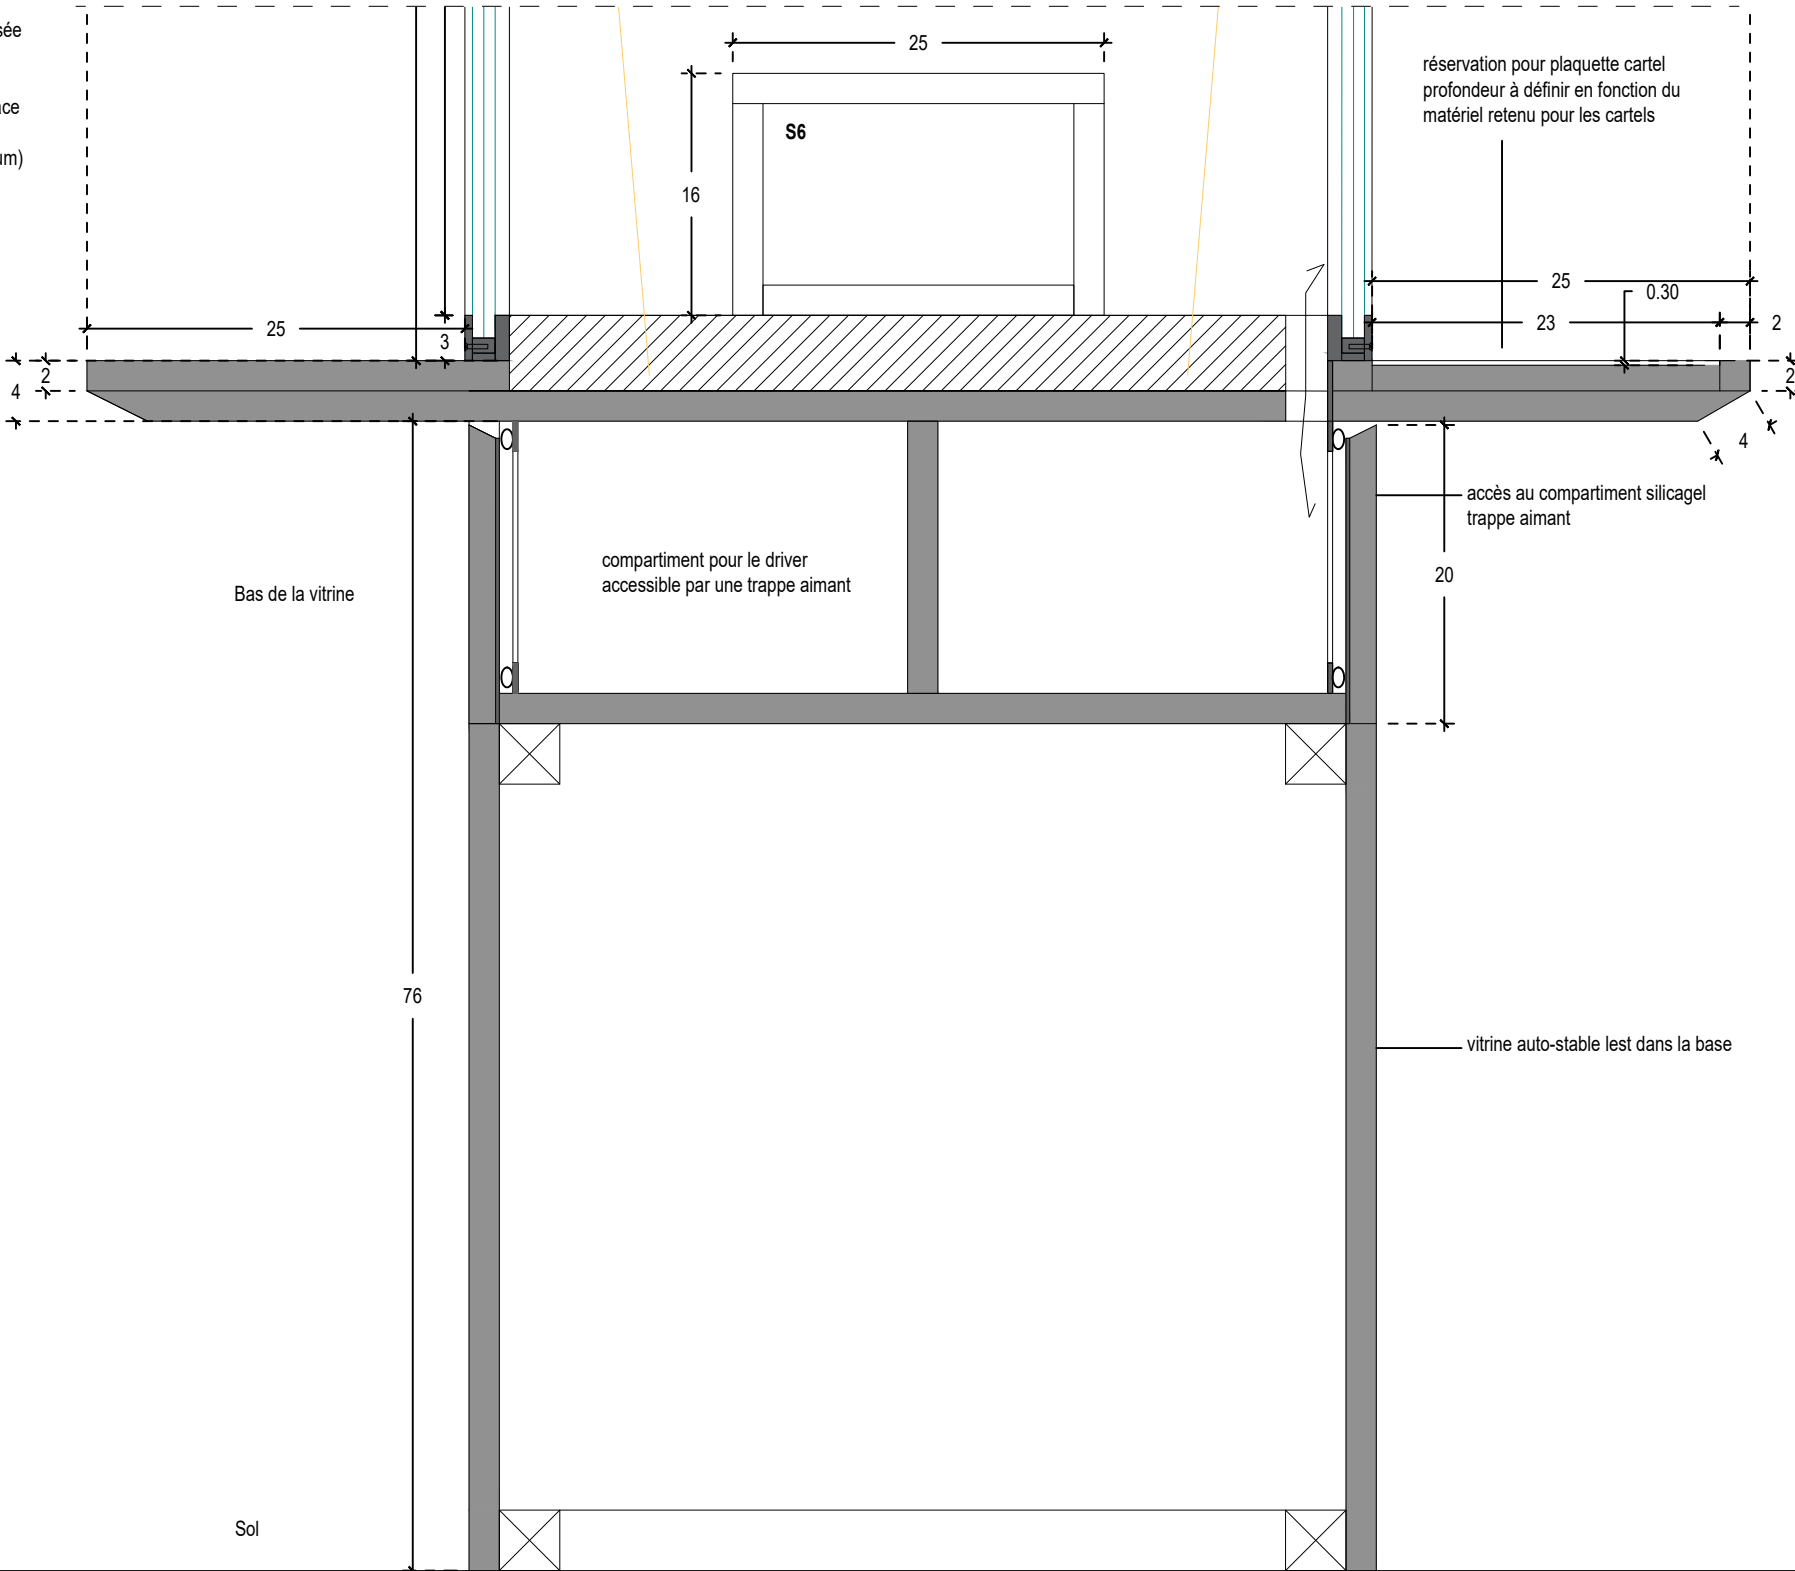 25
réservation pour plaquette cartel
profondeur à définir en fonction du
matériel retenu pour les cartels
S6
16
25
0.30
25
3
23
2
4
2
2
4
accès au compartiment silicagel
trappe aimant
compartiment pour le driver
accessible par une trappe aimant
20
Bas de la vitrine
76
vitrine auto-stable lest dans la base
Sol